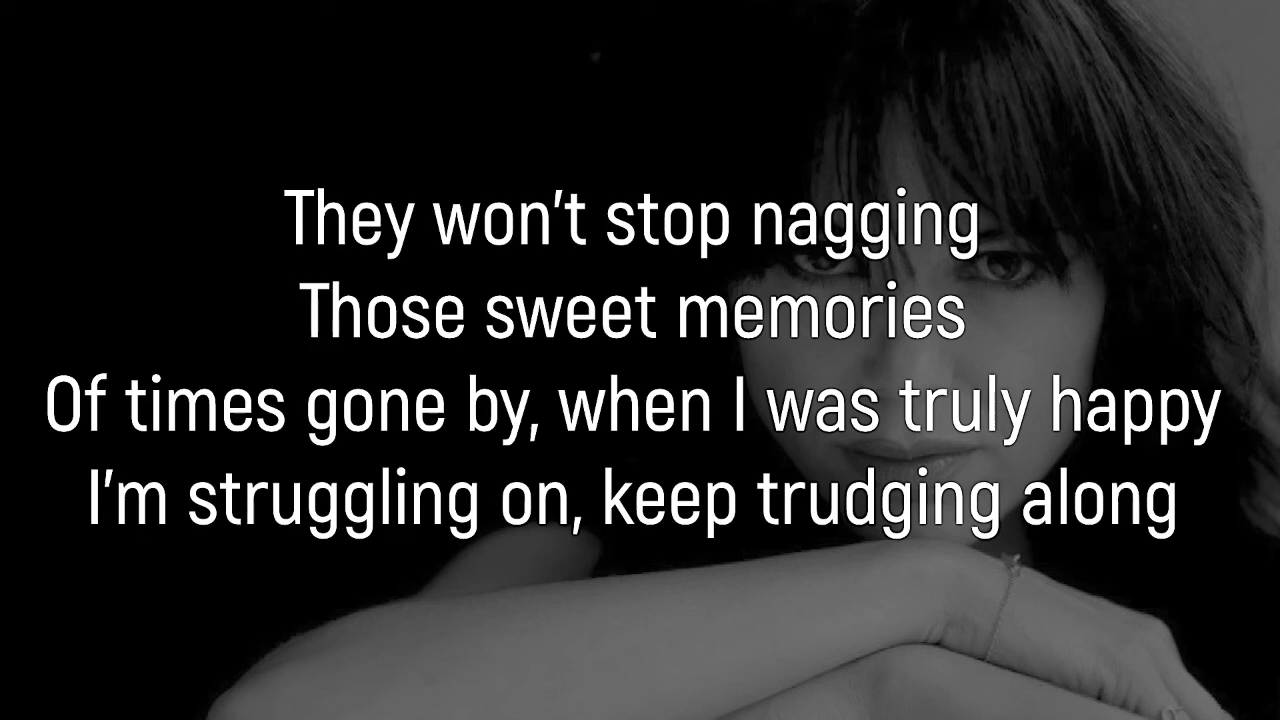 They won't stop nagging
Those sweet memories
Of times gone by, when I was truly happy
I'm struggling on, keep trudging along